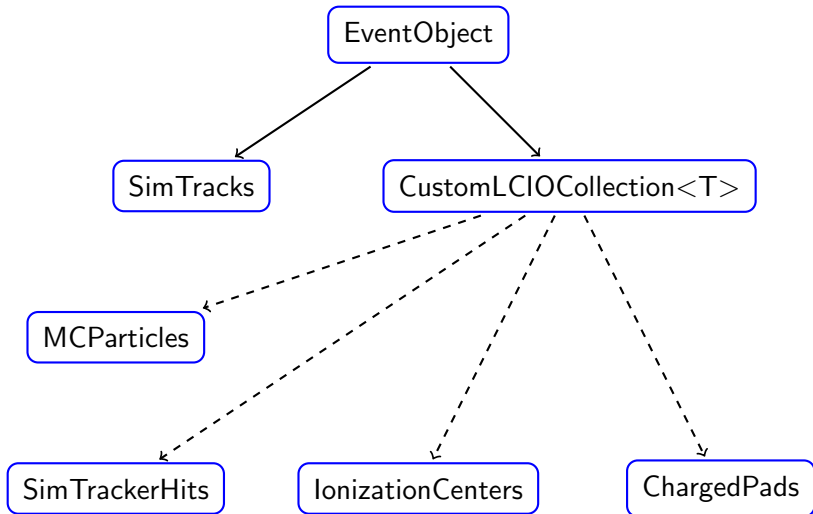 EventObject
SimTracks
CustomLCIOCollection<T>
MCParticles
SimTrackerHits
IonizationCenters
ChargedPads